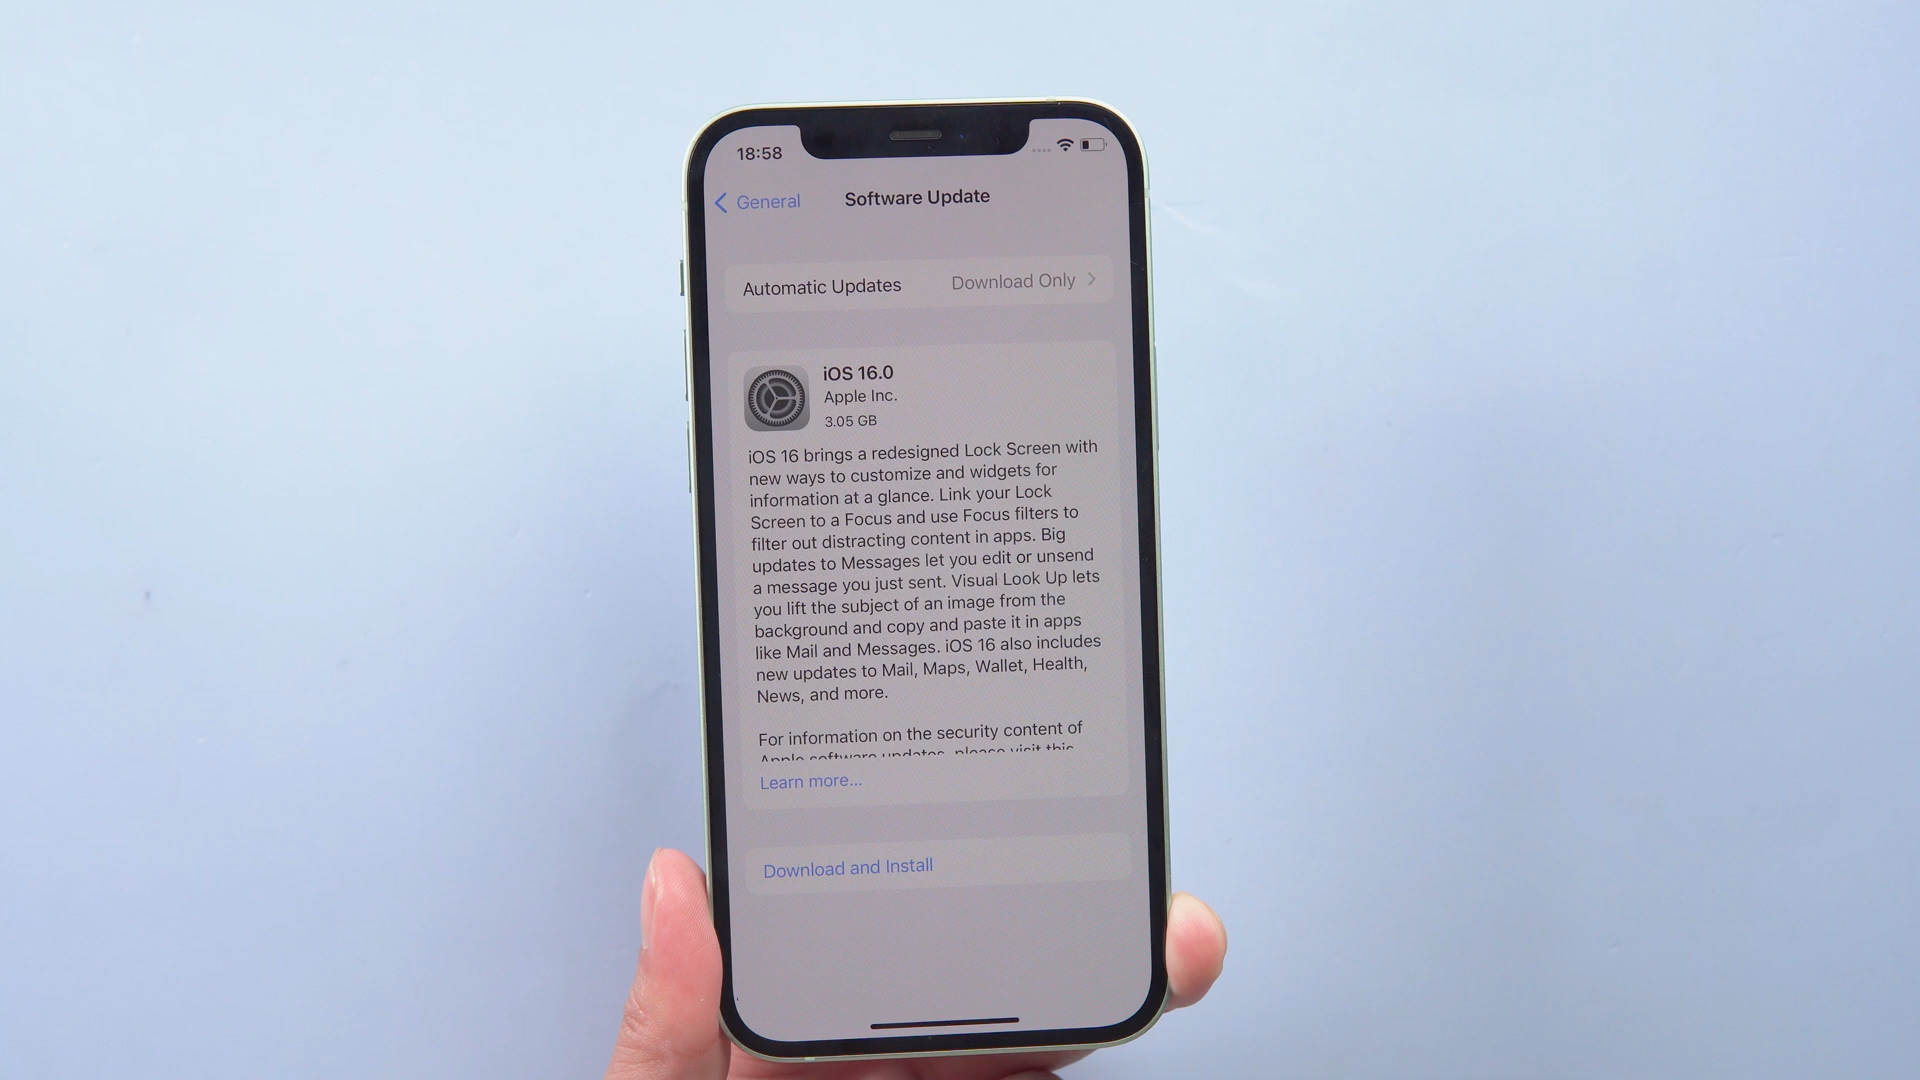 18:58
General
Software Update
Automatic Updates
Download Only
iOS 16.0
Apple Inc.
3.05 GB
iOS 16 brings a redesigned Lock Screen with
new ways to customize and widgets for
information at a glance. Link your Lock
Screen to a Focus and use Focus filters to
filter out distracting content in apps. Big
updates to Messages let you edit or unsend
a message you just sent. Visual Look Up lets
you lift the subject of an image from the
background and copy and paste it in apps
like Mail and Messages. iOS 16 also includes
new updates to Mail, Maps, Wallet, Health,
News, and more.
For information on the security content of
Apple software updates, please visit this
Learn more...
Download and Install